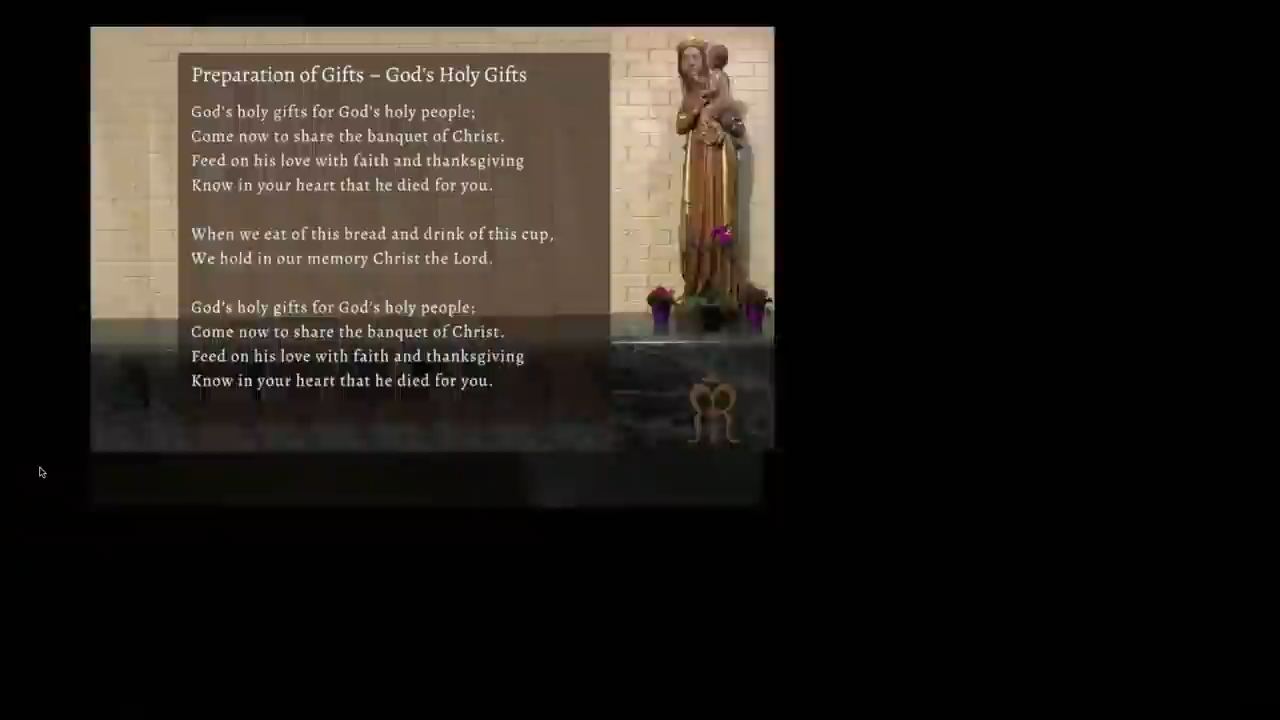 Preparation of Gifts – God's Holy Gifts
God's holy gifts for God's holy people;
Come now to share the banquet of Christ.
Feed on his love with faith and thanksgiving
Know in your heart that he died for you.
When we eat of this bread and drink of this cup,
We hold in our memory Christ the Lord.
God's holy gifts for God's holy people;
Come now to share the banquet of Christ.
Feed on his love with faith and thanksgiving
Know in your heart that he died for you.